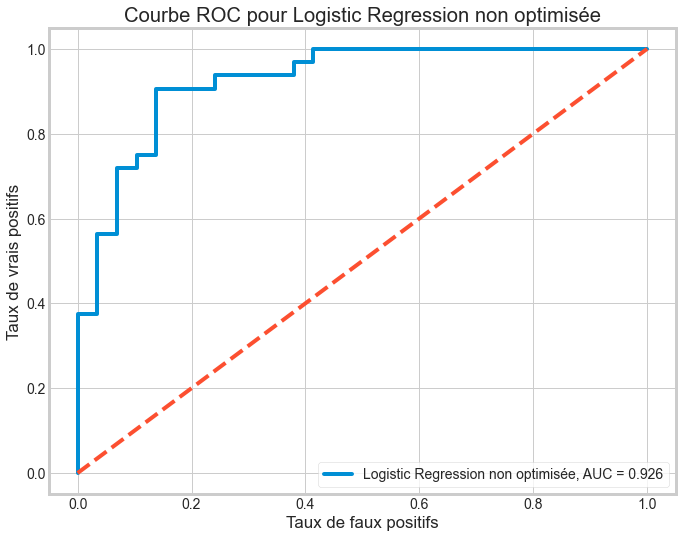 Courbe ROC pour Logistic Regression non optimisée
Taux de vrais positifs
1.0
0.8
0.6
0.4
0.2
0.0
Logistic Regression non optimisée, AUC = 0.926
0.0 0.2 0.4 0.6 0.8 1.0
Taux de faux positifs